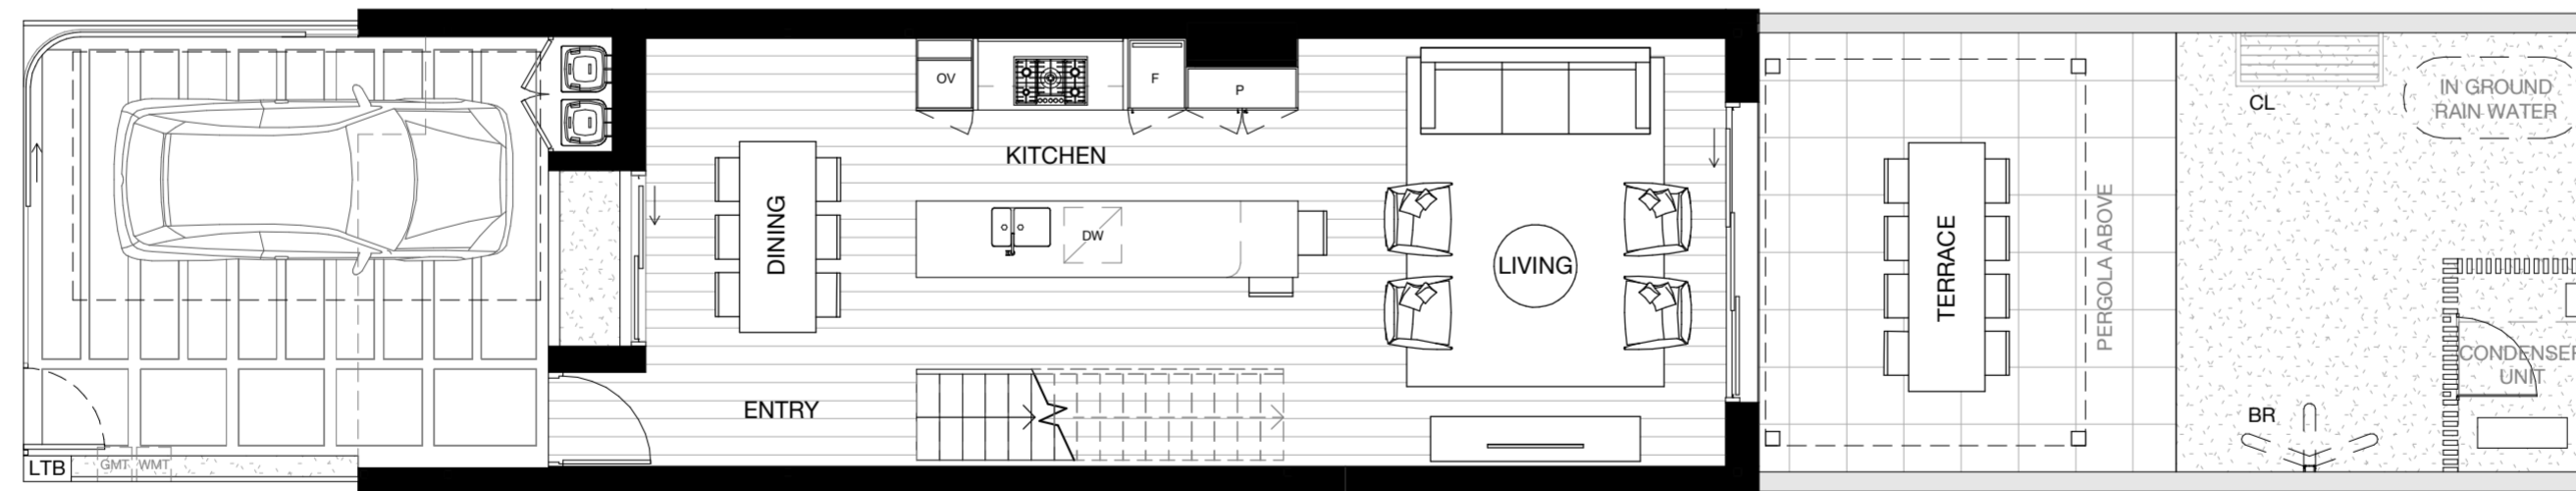 OV
F
P
KITCHEN
DINING
DW
LIVING
ENTRY
LTB
GMT
WMT
TERRACE
PERGOLA ABOVE
CL
IN GROUND
RAIN WATER
CONDENSER
UNIT
BR